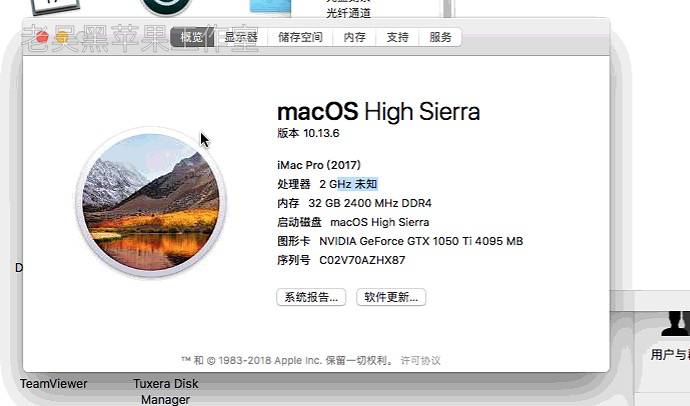 17
光纤通道
老吴黑苹果工作室
概览 显示器 储存空间 内存 支持 服务
macOS High Sierra
版本 10.13.6
iMac Pro (2017)
处理器 2 GHz 未知
内存 32 GB 2400 MHz DDR4
启动磁盘 macOS High Sierra
图形卡 NVIDIA GeForce GTX 1050 Ti 4095 MB
序列号 C02V70AZHX87
D
系统报告... 软件更新...
™ 和 © 1983-2018 Apple Inc. 保留一切权利。 许可协议
用户与
TeamViewer Tuxera Disk
Manager